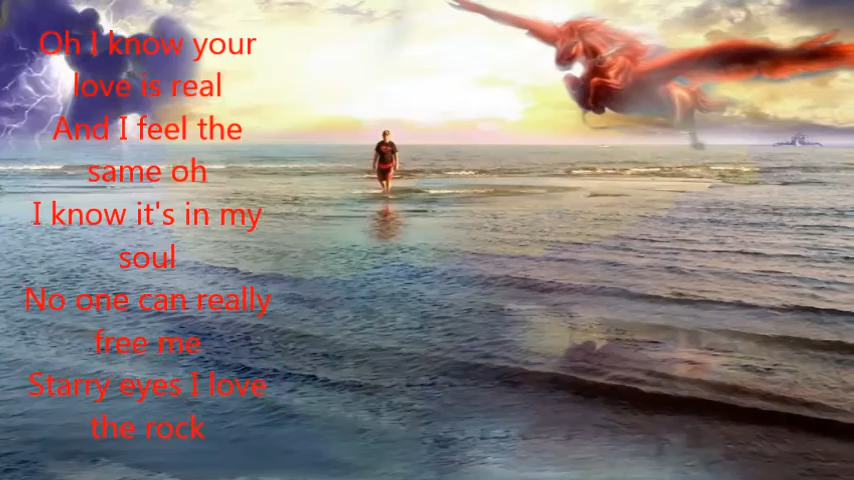 Oh I know your
love is real
And I feel the
same oh
I know it's in my
soul
No one can really
free me
Starry eyes I love
the rock